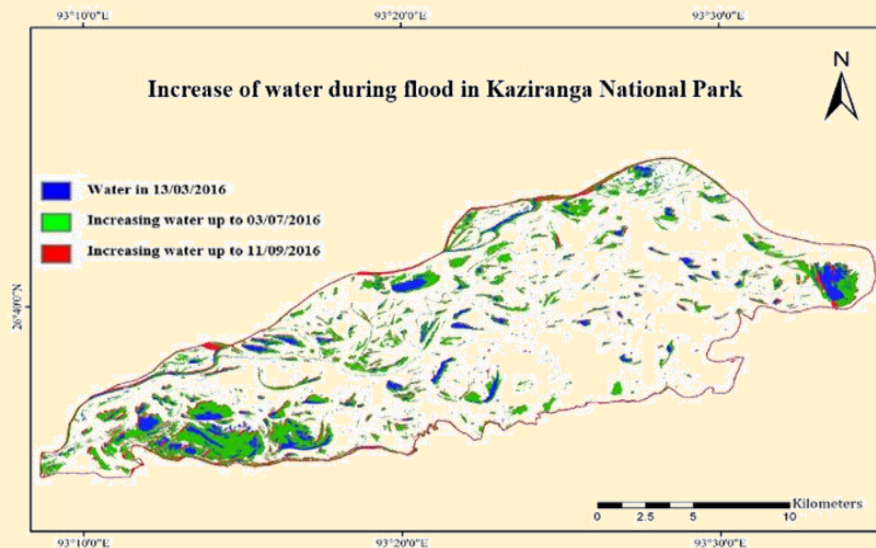 93°10'0"E 93°20'0"E 93°30'0"E
N
Increase of water during flood in Kaziranga National Park
Water in 13/03/2016
Increasing water up to 03/07/2016
Increasing water up to 11/09/2016
26°40'0"N
Kilometers
0 2.5 5 10
93°10'0"E 93°20'0"E 93°30'0"E